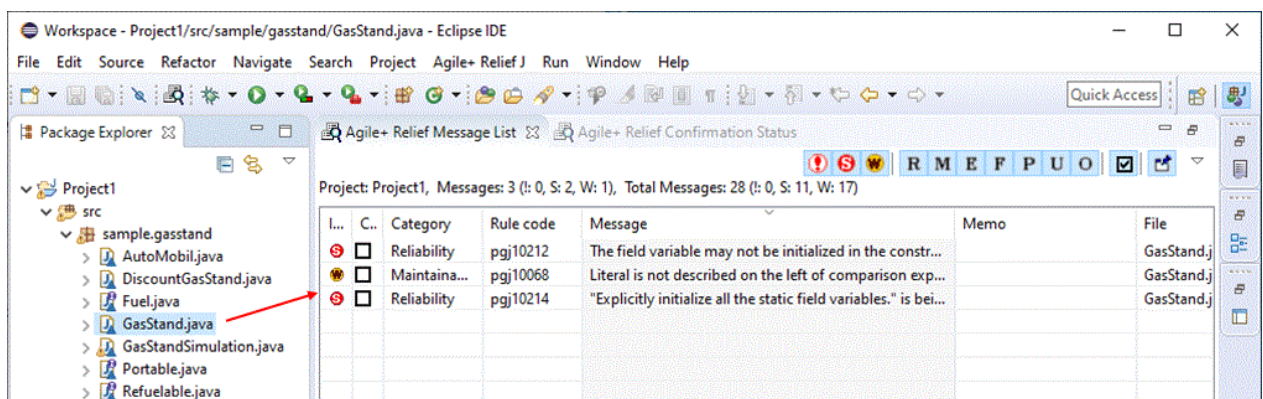 Workspace - Project1/src/sample/gasstand/GasStand.java - Eclipse IDE
File Edit Source Refactor Navigate Search Project Agile+ Relief J Run Window Help
Quick Access
Package Explorer
Agile+ Relief Message List Agile+ Relief Confirmation Status
! S W R M E F P U O
Project: Project1, Messages: 3 (!: 0, S: 2, W: 1), Total Messages: 28 (!: 0, S: 11, W: 17)
I... C.. Category Rule code Message Memo File
S Reliability pgj10212 The field variable may not be initialized in the constr... GasStand.j
W Maintaina... pgj10068 Literal is not described on the left of comparison exp... GasStand.j
S Reliability pgj10214 "Explicitly initialize all the static field variables." is bei... GasStand.j
Project1
src
sample.gasstand
AutoMobil.java
DiscountGasStand.java
Fuel.java
GasStand.java
GasStandSimulation.java
Portable.java
Refuelable.java